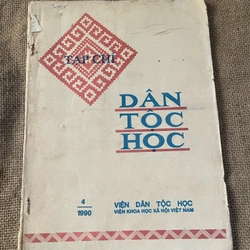 TẠP CHÍ
DÂN
TỘC
HỌC
4
1990
VIỆN DÂN TỘC HỌC
VIỆN KHOA HỌC XÃ HỘI VIỆT NAM